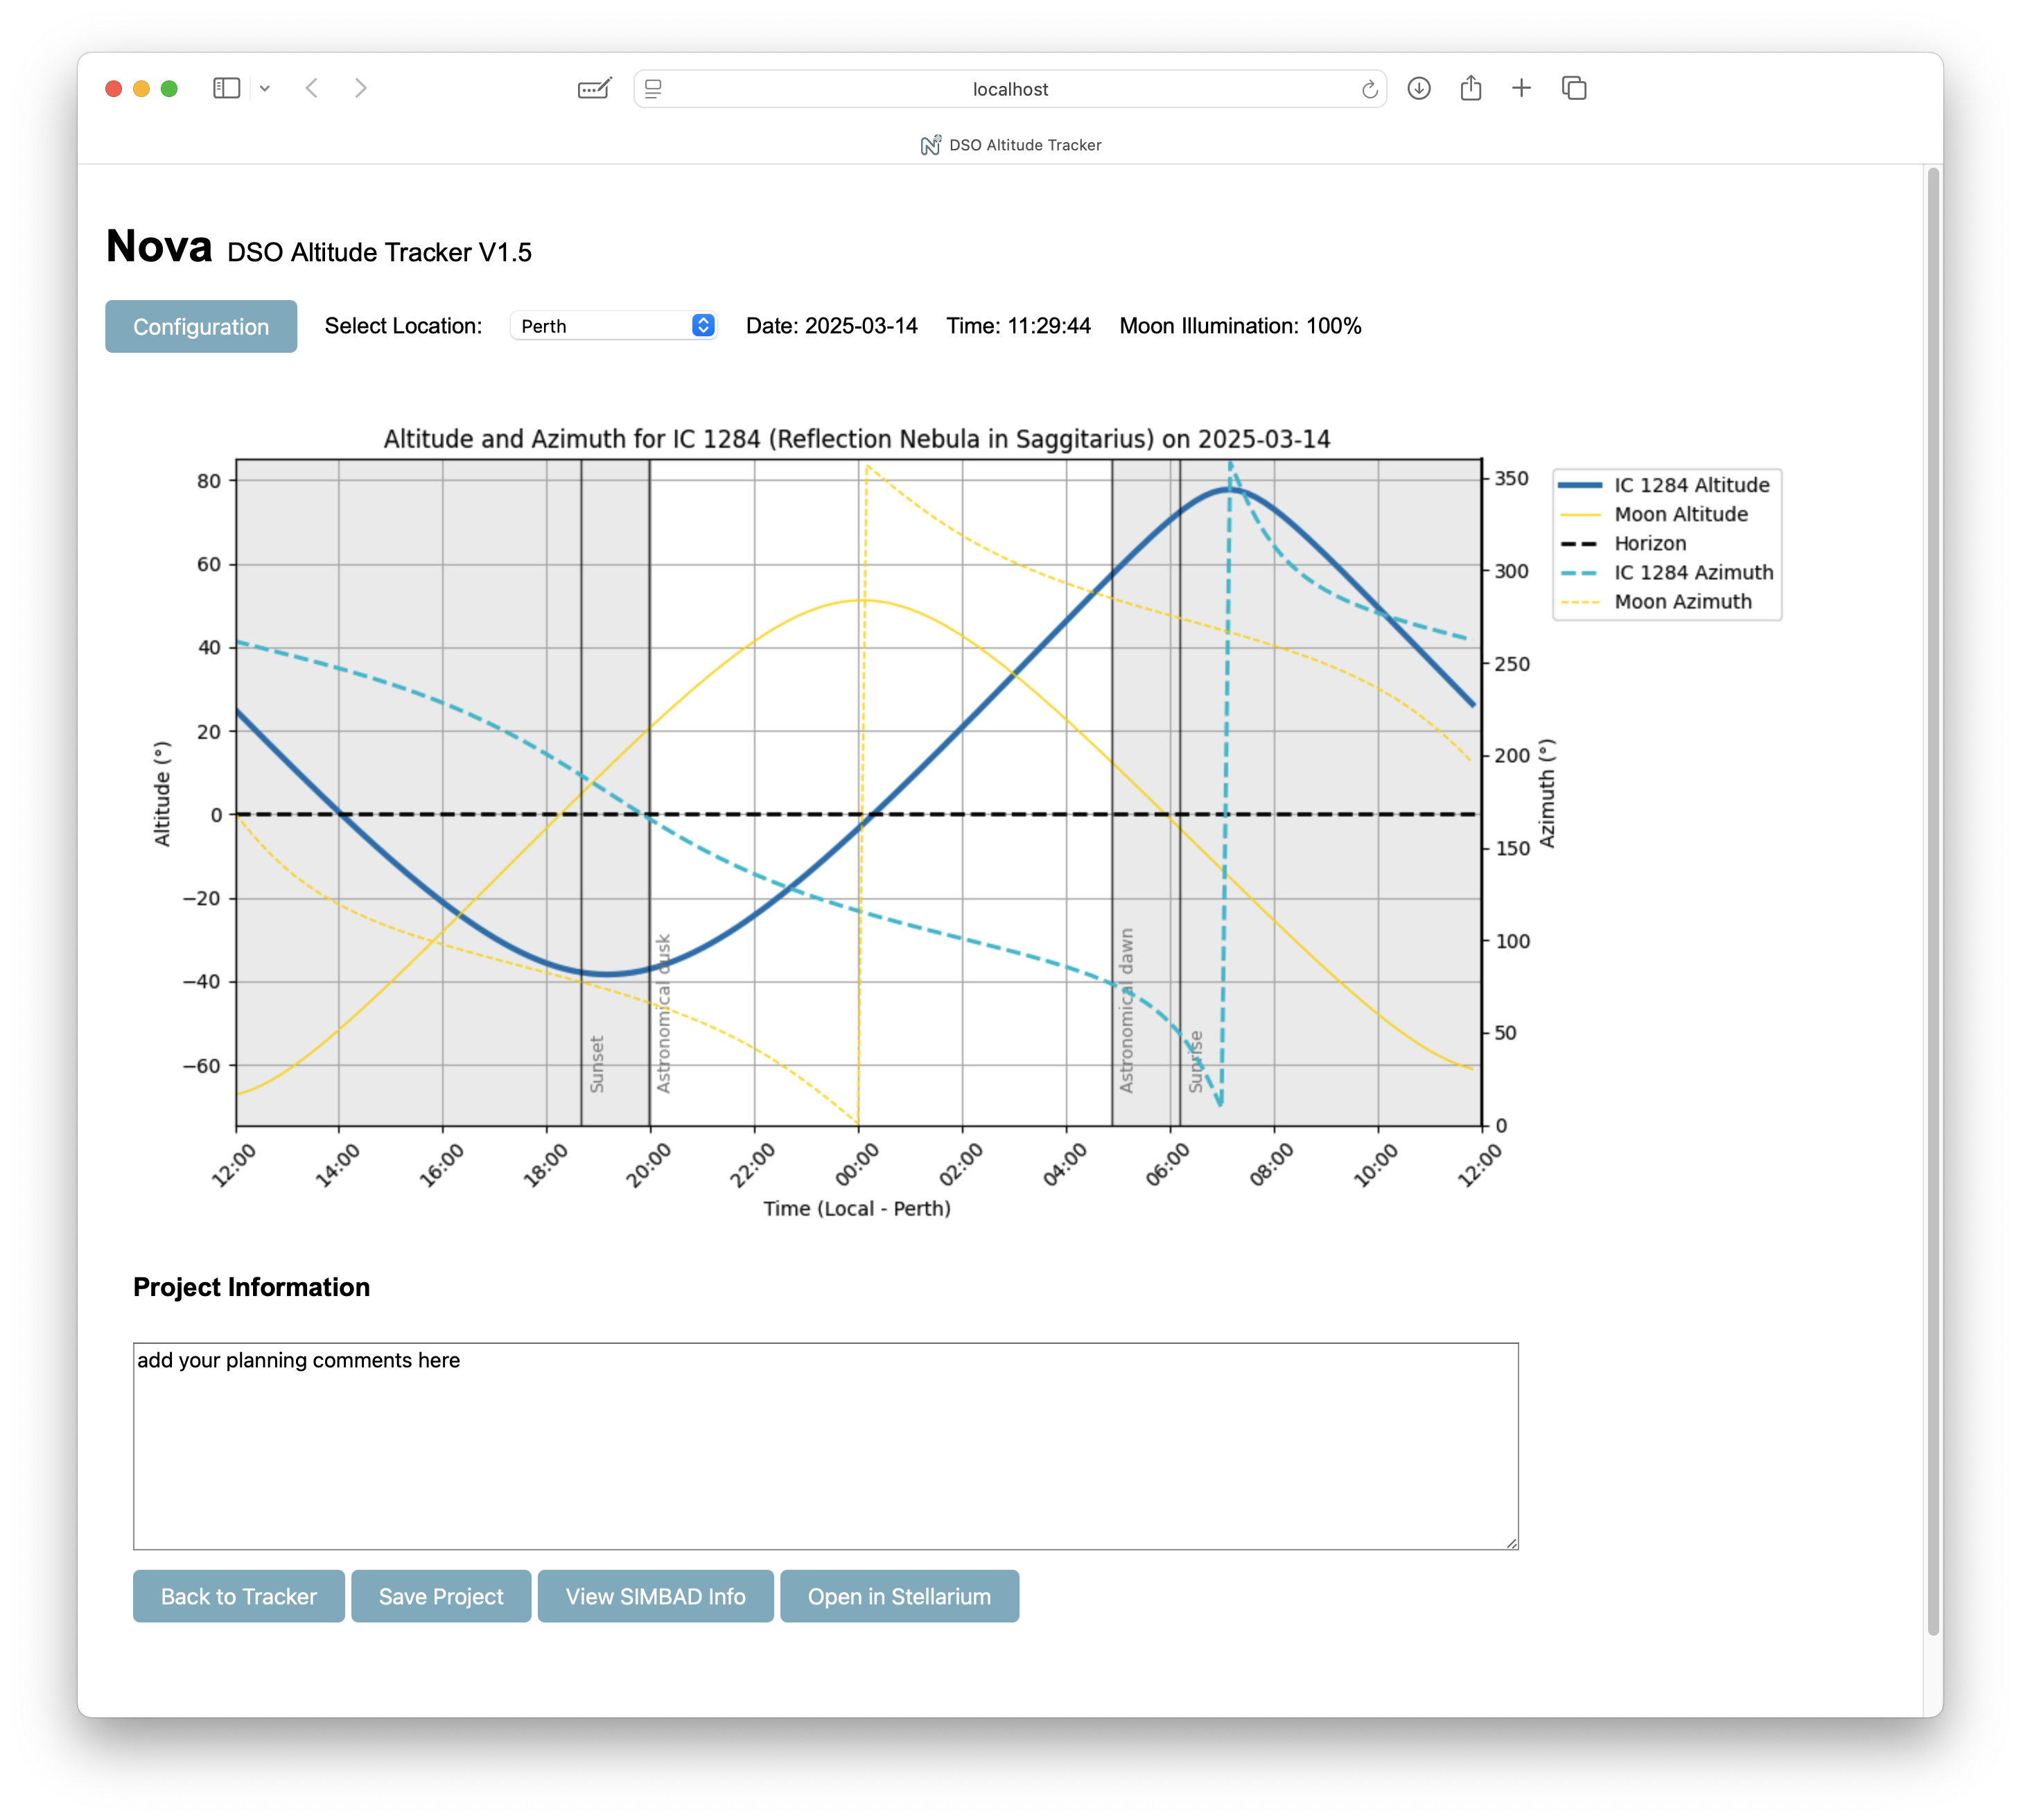 localhost
DSO Altitude Tracker
Nova DSO Altitude Tracker V1.5
Configuration Select Location: Perth Date: 2025-03-14 Time: 11:29:44 Moon Illumination: 100%
Altitude and Azimuth for IC 1284 (Reflection Nebula in Saggitarius) on 2025-03-14
80
60
40
20
0
−20
−40
−60
Altitude (°)
350
300
250
200
150
100
50
0
Azimuth (°)
IC 1284 Altitude
Moon Altitude
Horizon
IC 1284 Azimuth
Moon Azimuth
Sunset
Astronomical dusk
Astronomical dawn
Sunrise
12:00 14:00 16:00 18:00 20:00 22:00 00:00 02:00 04:00 06:00 08:00 10:00 12:00
Time (Local - Perth)
Project Information
add your planning comments here
Back to Tracker Save Project View SIMBAD Info Open in Stellarium